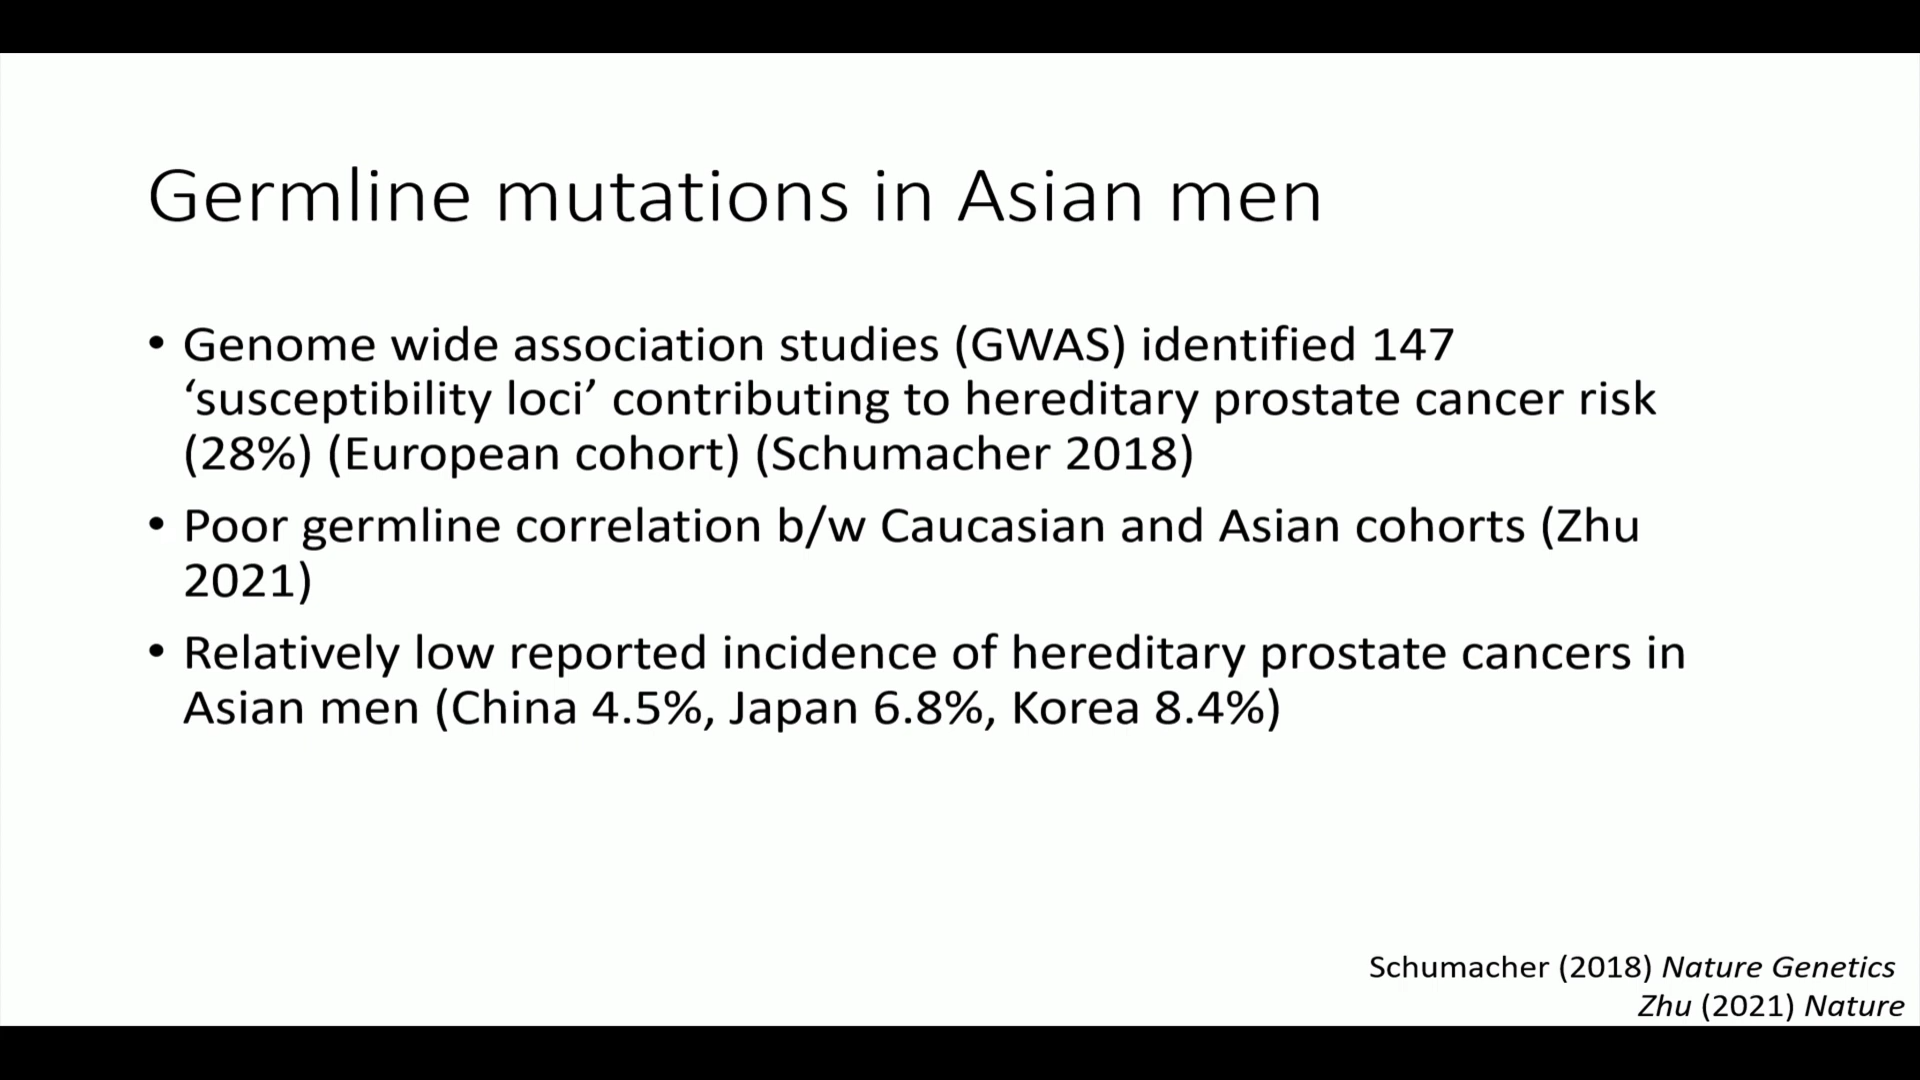 Germline mutations in Asian men
• Genome wide association studies (GWAS) identified 147
‘susceptibility loci’ contributing to hereditary prostate cancer risk
(28%) (European cohort) (Schumacher 2018)
• Poor germline correlation b/w Caucasian and Asian cohorts (Zhu
2021)
• Relatively low reported incidence of hereditary prostate cancers in
Asian men (China 4.5%, Japan 6.8%, Korea 8.4%)
Schumacher (2018) Nature Genetics
Zhu (2021) Nature